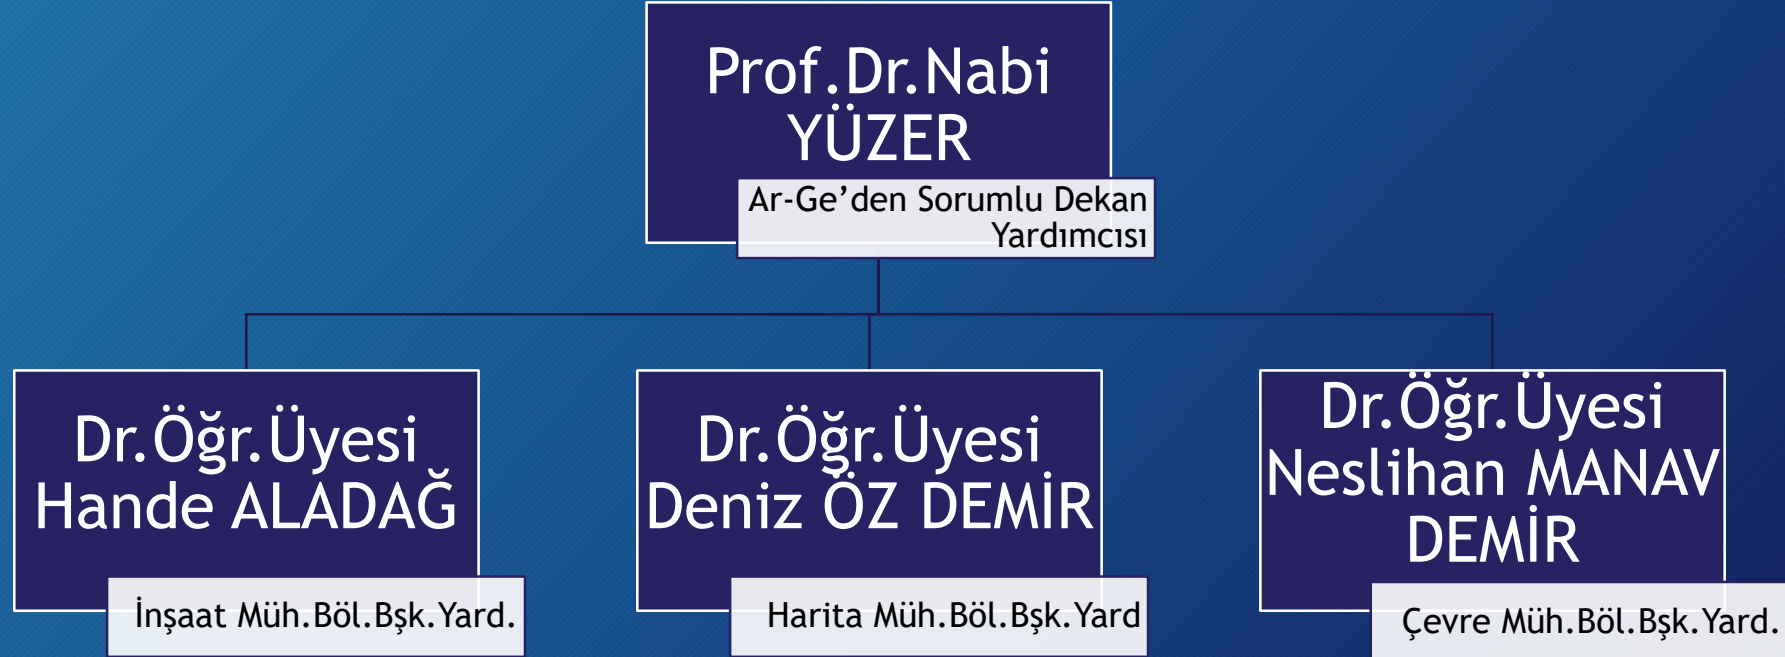 Prof.Dr.Nabi
YÜZER
Ar-Ge’den Sorumlu Dekan
Yardımcısı
Dr.Öğr.Üyesi
Hande ALADAĞ
İnşaat Müh.Böl.Bşk.Yard.
Dr.Öğr.Üyesi
Deniz ÖZ DEMİR
Harita Müh.Böl.Bşk.Yard
Dr.Öğr.Üyesi
Neslihan MANAV
DEMİR
Çevre Müh.Böl.Bşk.Yard.